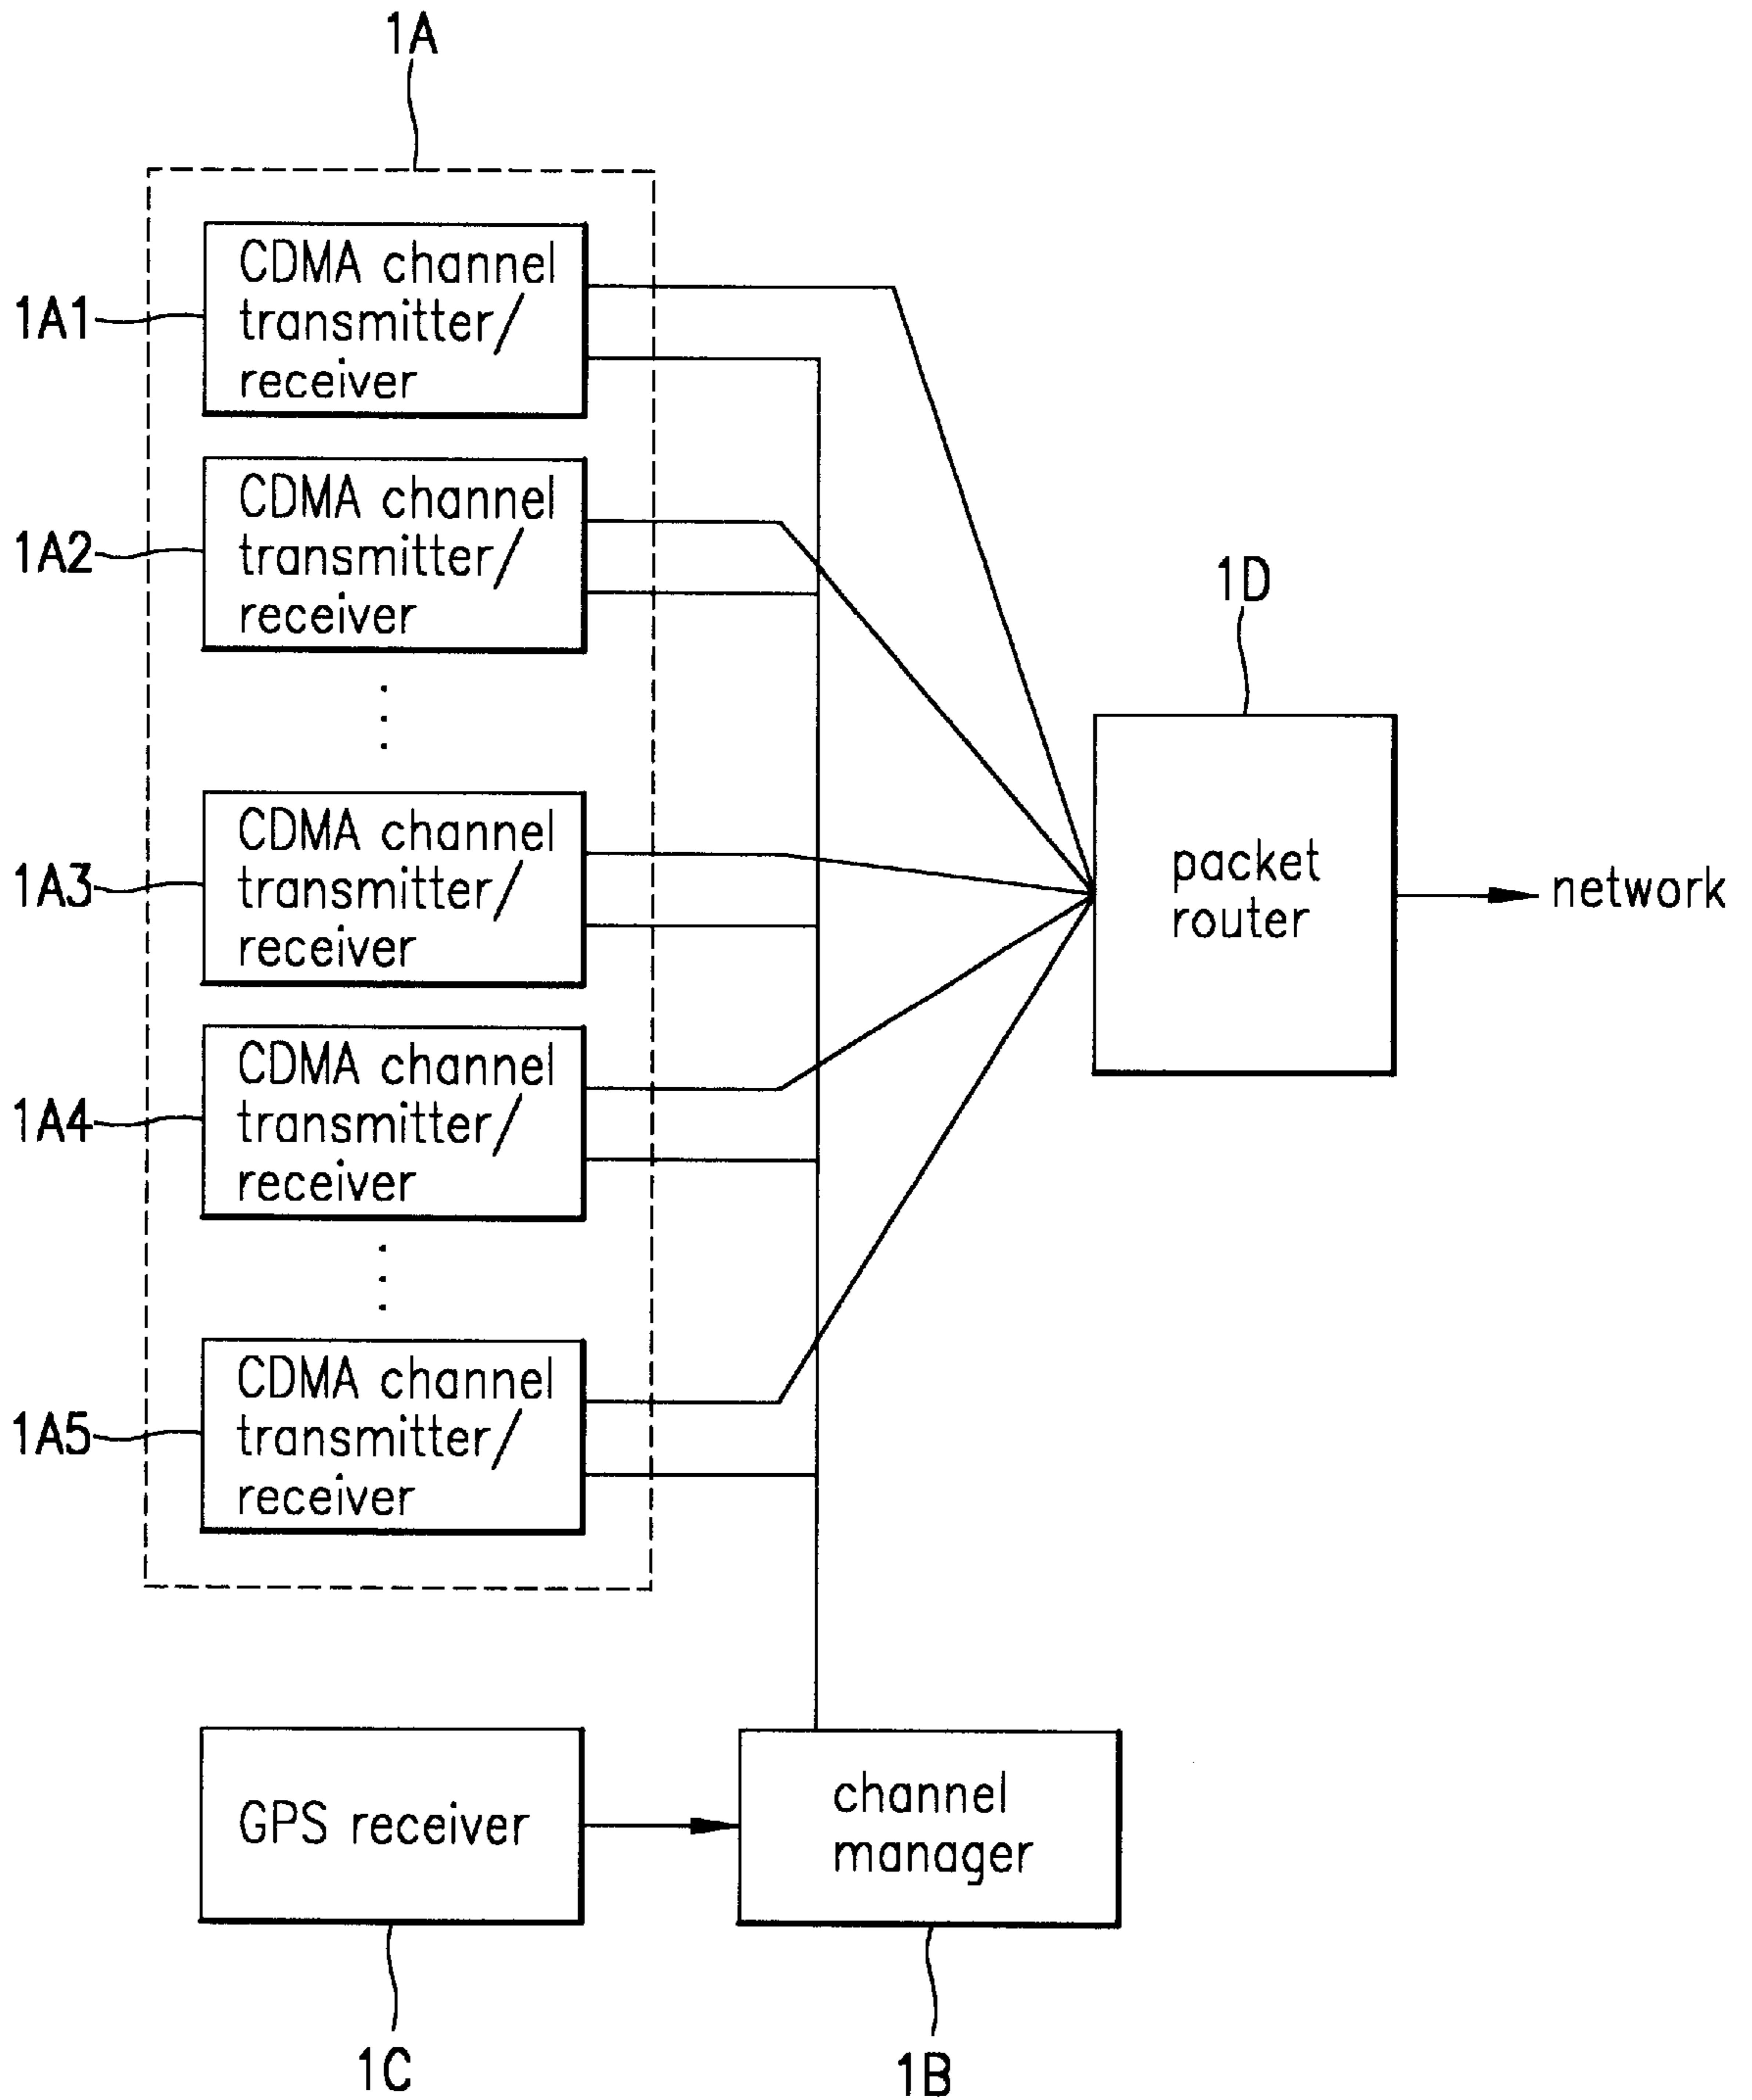 1A
1A1
CDMA channel
transmitter/
receiver
1A2
CDMA channel
transmitter/
receiver
1A3
CDMA channel
transmitter/
receiver
1A4
CDMA channel
transmitter/
receiver
1A5
CDMA channel
transmitter/
receiver
1D
packet
router
network
GPS receiver
channel
manager
1C
1B